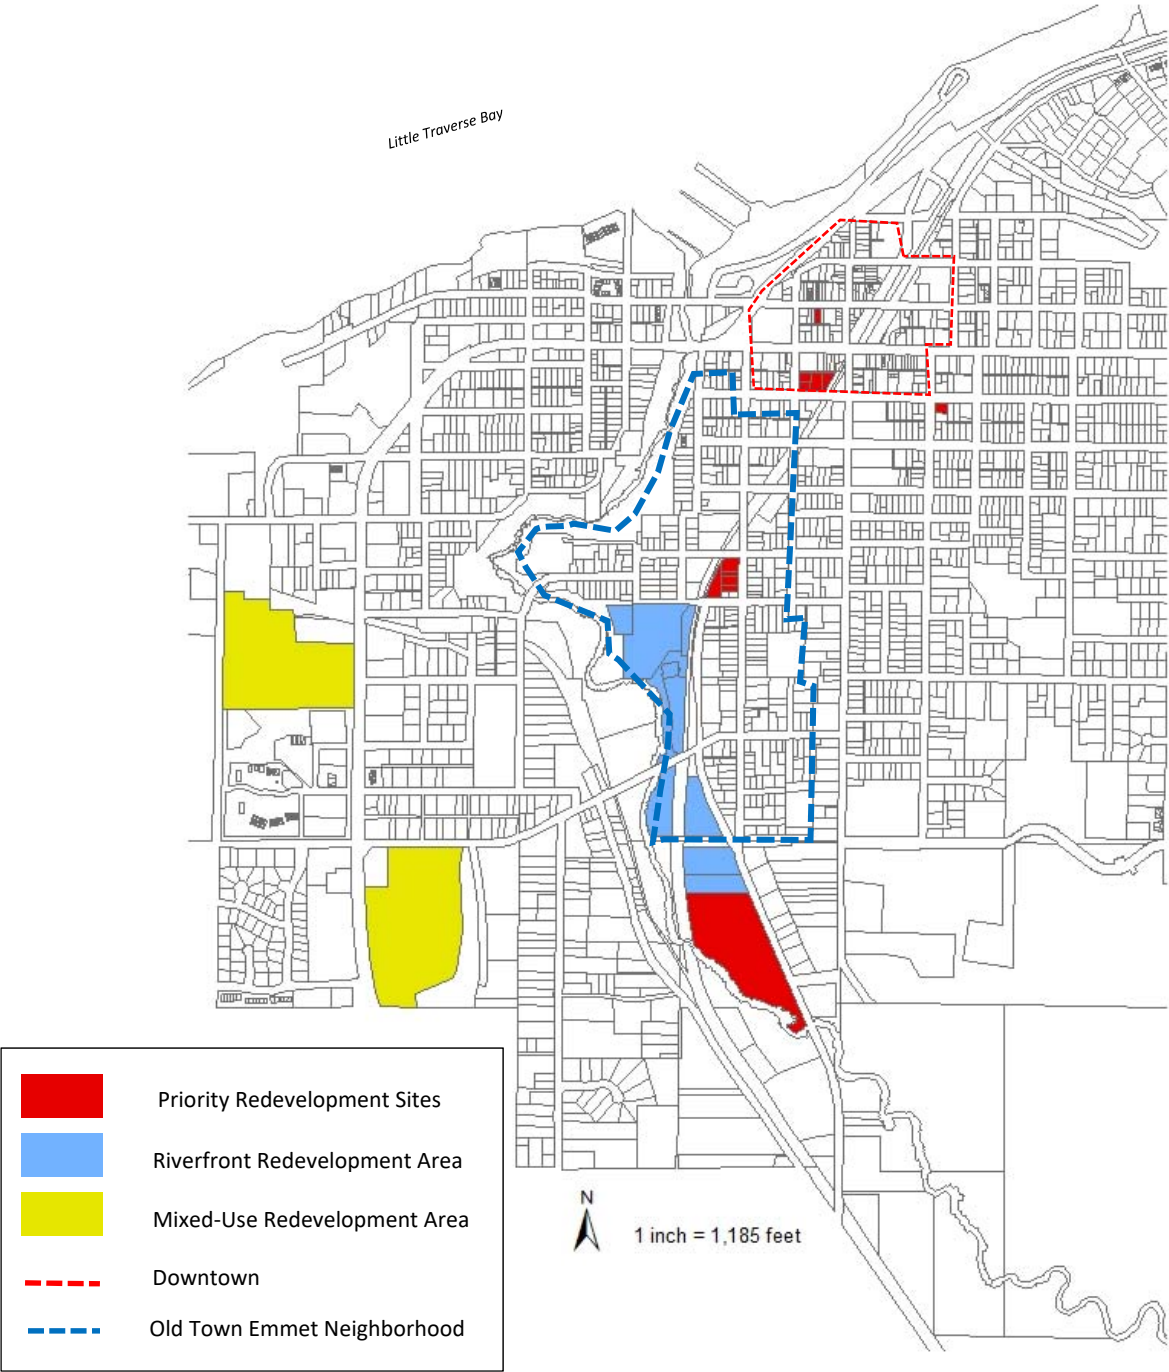 Little Traverse Bay
Priority Redevelopment Sites
Riverfront Redevelopment Area
Mixed-Use Redevelopment Area
Downtown
Old Town Emmet Neighborhood
N
1 inch = 1,185 feet